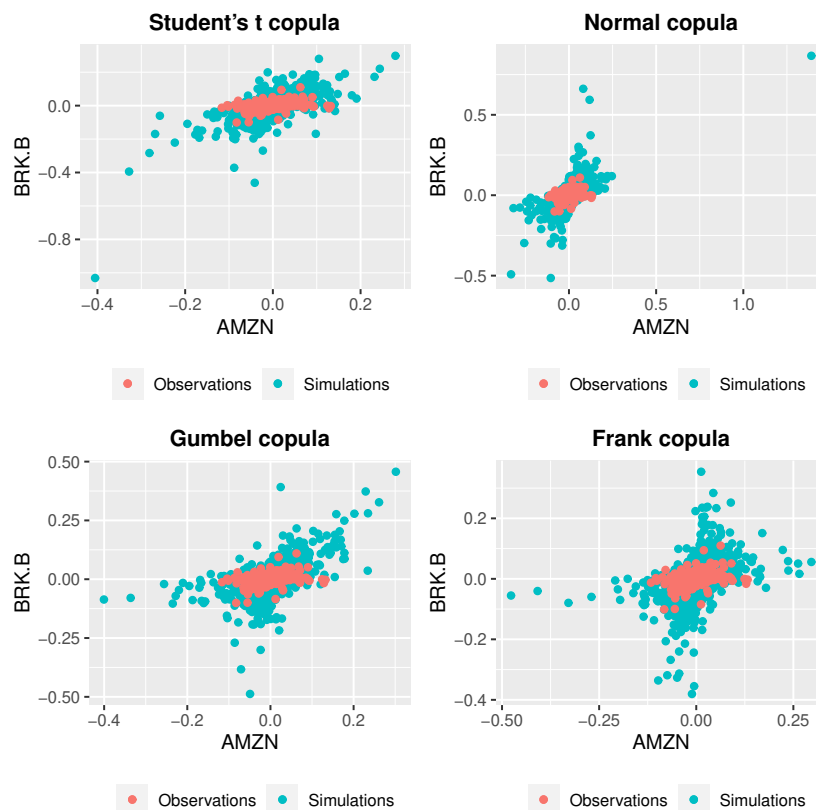 Student's t copula
0.0
−0.4
−0.8
BRK.B
−0.4 −0.2 0.0 0.2
AMZN
Observations Simulations
Normal copula
0.5
0.0
−0.5
BRK.B
0.0 0.5 1.0
AMZN
Observations Simulations
Gumbel copula
0.50
0.25
0.00
−0.25
−0.50
BRK.B
−0.4 −0.2 0.0 0.2
AMZN
Observations Simulations
Frank copula
0.2
0.0
−0.2
−0.4
BRK.B
−0.50 −0.25 0.00 0.25
AMZN
Observations Simulations